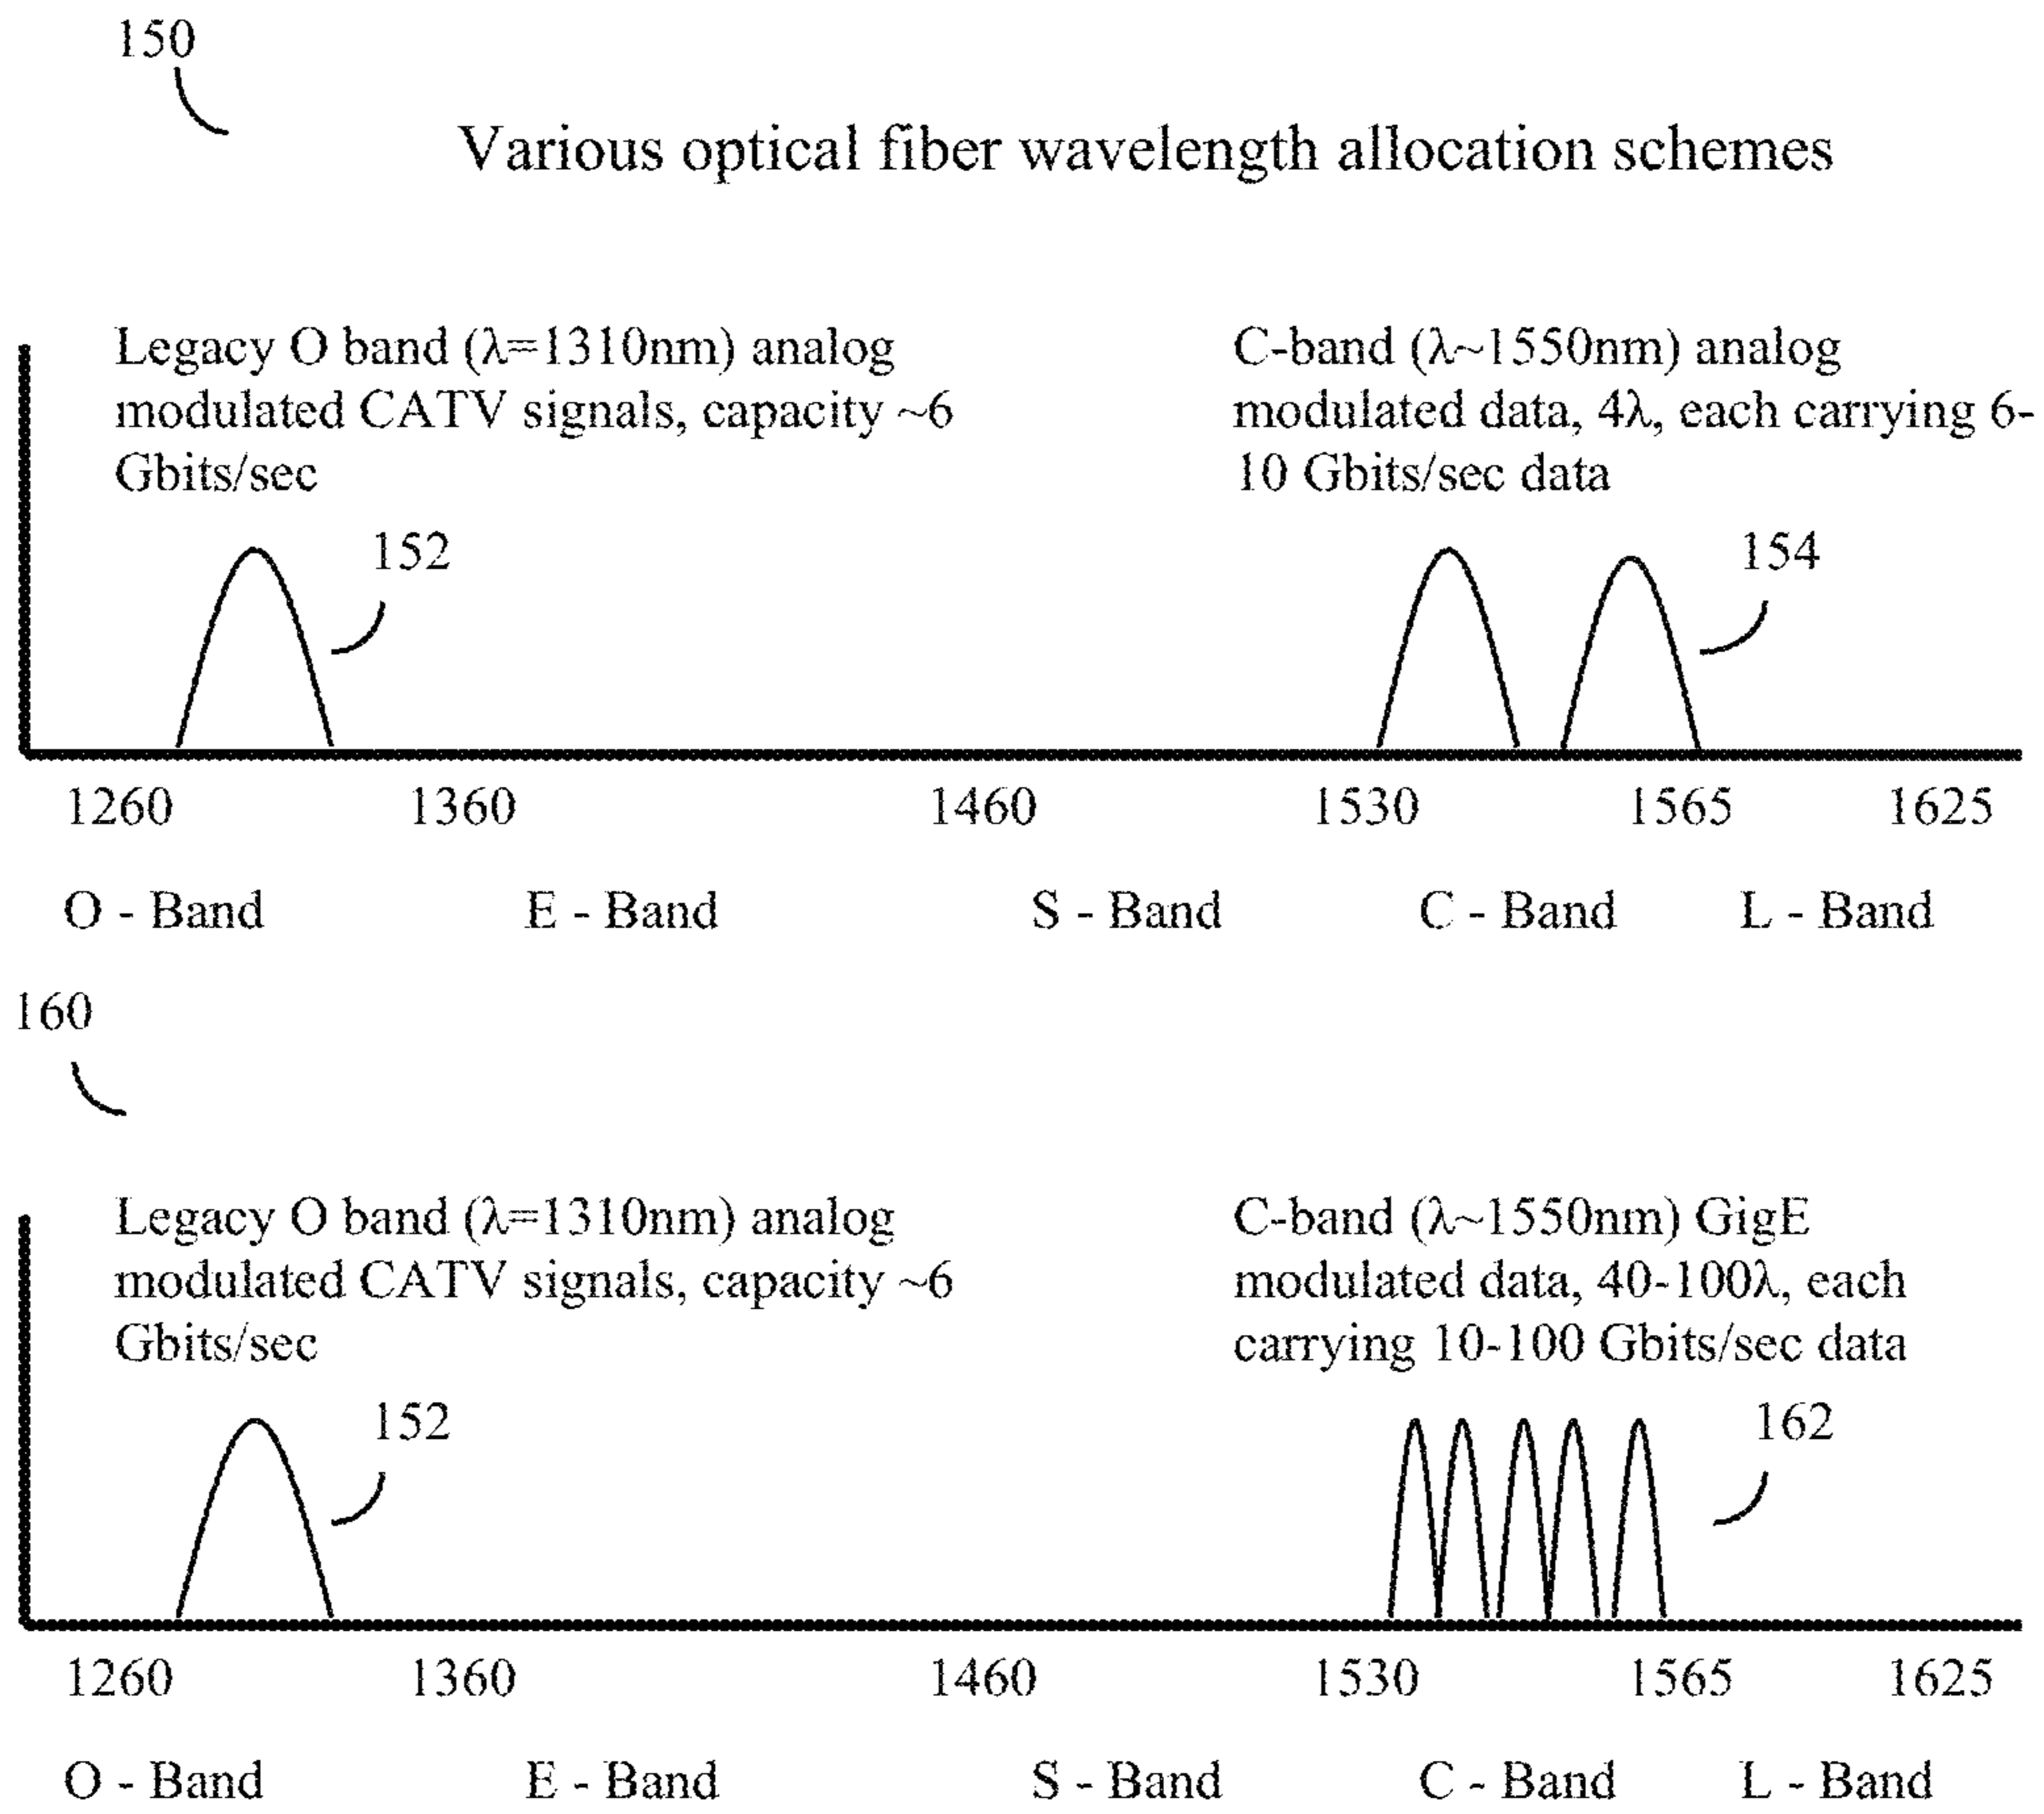 150
Various optical fiber wavelength allocation schemes
Legacy O band (λ=1310nm) analog
modulated CATV signals, capacity ~6
Gbits/sec
C-band (λ~1550nm) analog
modulated data, 4λ, each carrying 6-
10 Gbits/sec data
152
154
1260 1360 1460 1530 1565 1625
O - Band E - Band S - Band C - Band L - Band
160
Legacy O band (λ=1310nm) analog
modulated CATV signals, capacity ~6
Gbits/sec
C-band (λ~1550nm) GigE
modulated data, 40-100λ, each
carrying 10-100 Gbits/sec data
152
162
1260 1360 1460 1530 1565 1625
O - Band E - Band S - Band C - Band L - Band